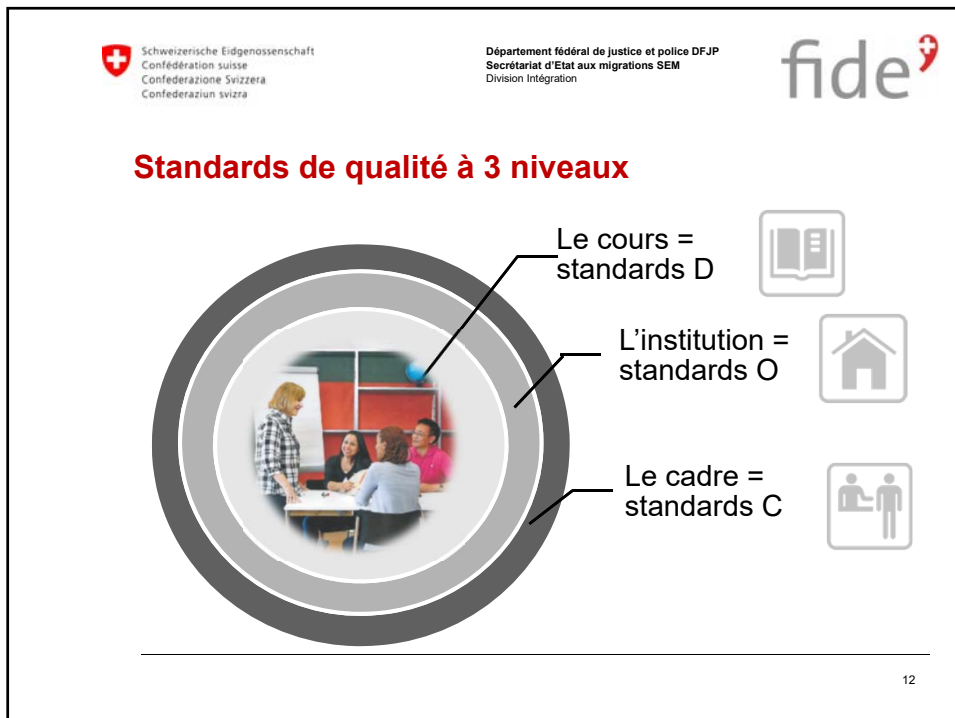 Schweizerische Eidgenossenschaft
Confédération suisse
Confederazione Svizzera
Confederaziun svizra
Département fédéral de justice et police DFJP
Secrétariat d'Etat aux migrations SEM
Division Intégration
fide
Standards de qualité à 3 niveaux
Le cours =
standards D
L'institution =
standards O
Le cadre =
standards C
12